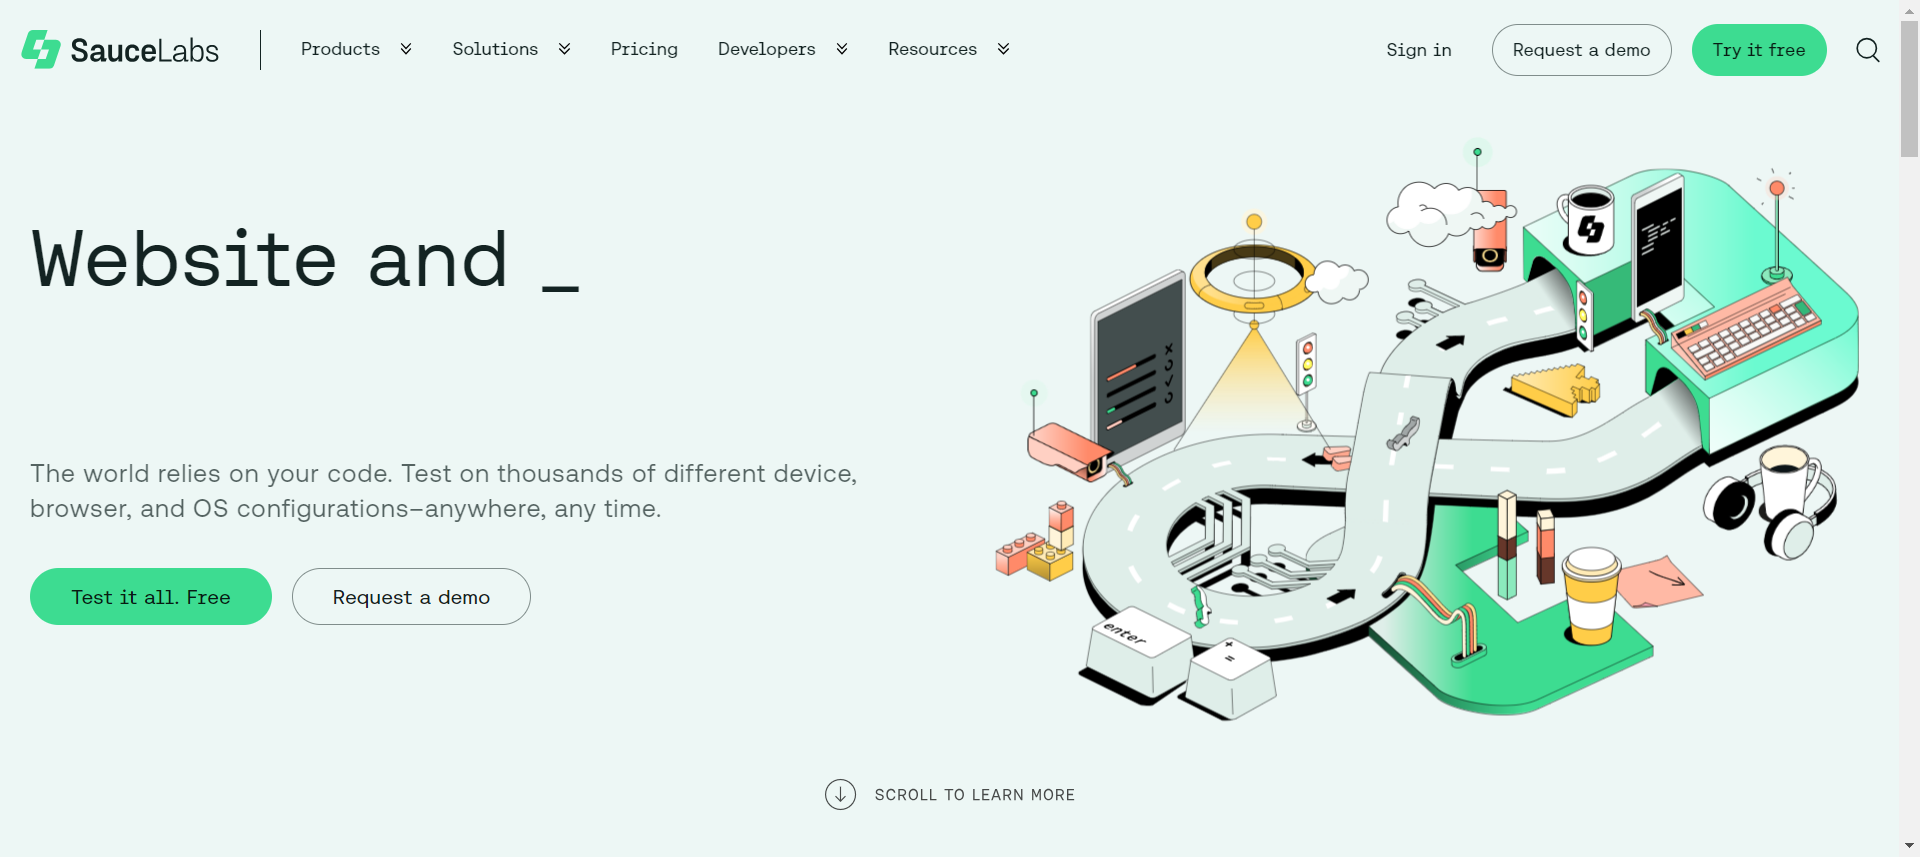 SauceLabs
Products
Solutions
Pricing
Developers
Resources
Sign in
Request a demo
Try it free
Website and _
The world relies on your code. Test on thousands of different device,
browser, and OS configurations–anywhere, any time.
Test it all. Free
Request a demo
enter
+
=
SCROLL TO LEARN MORE